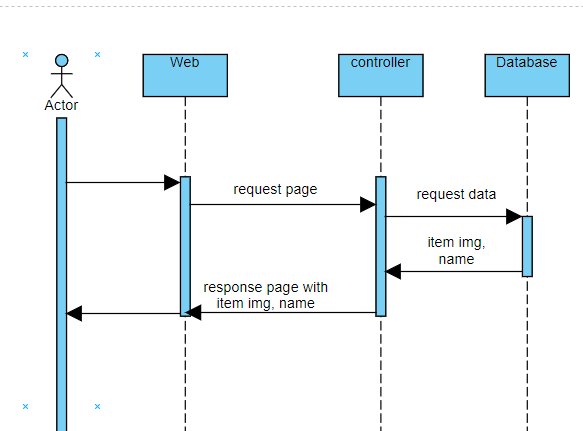 Web
controller
Database
Actor
request page
request data
item img,
name
response page with
item img, name